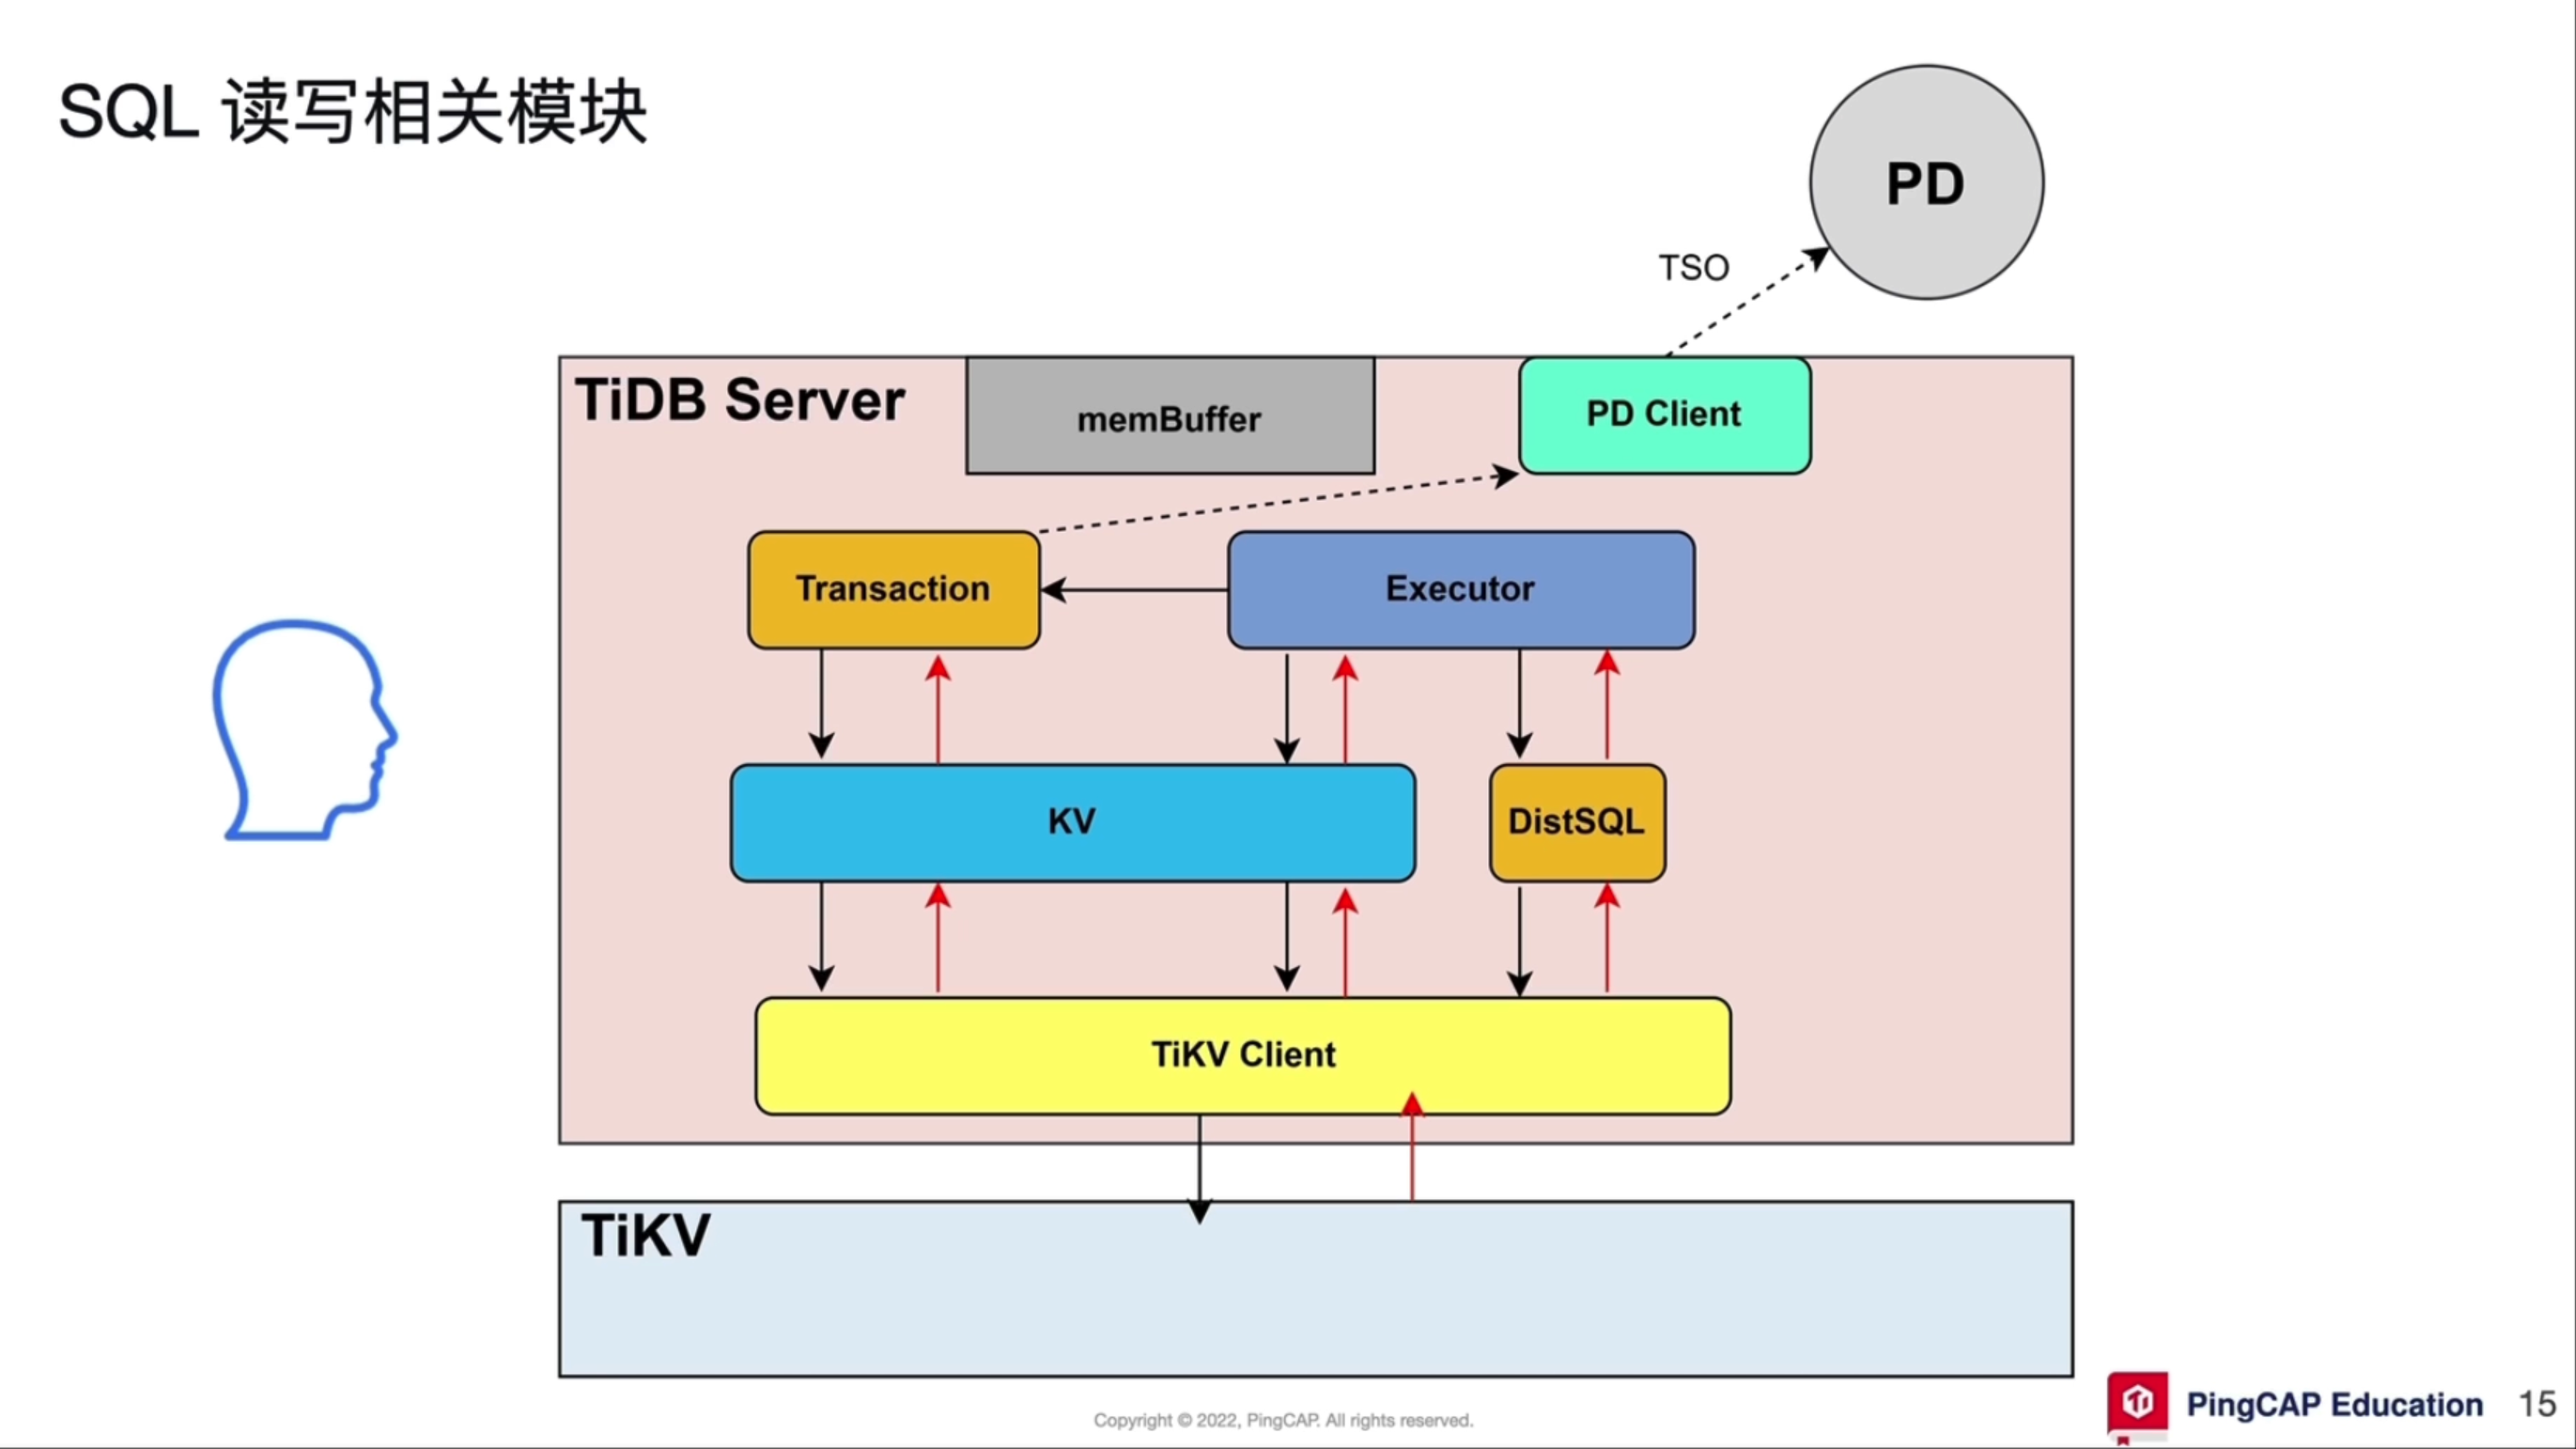 SQL 读写相关模块
PD
TSO
TiDB Server
memBuffer
PD Client
Transaction
Executor
KV
DistSQL
TiKV Client
TiKV
Copyright © 2022, PingCAP. All rights reserved.
PingCAP Education
15